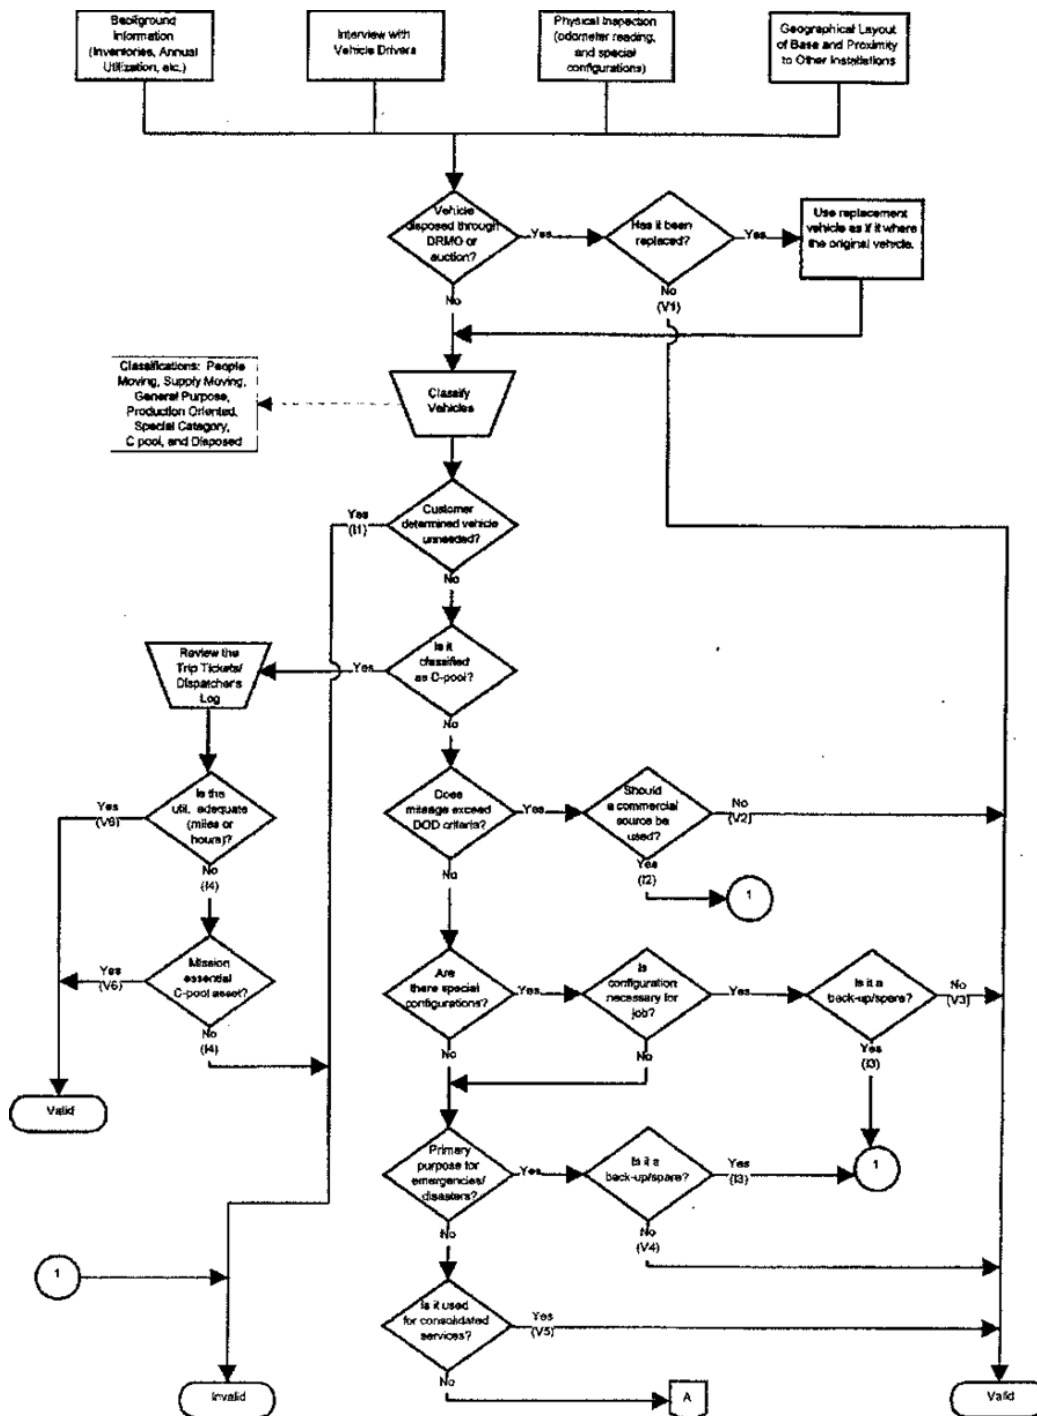 Background
Information
(Inventories, Annual
Utilization, etc.)
Interview with
Vehicle Drivers
Physical Inspection
(odometer reading,
and special
configurations)
Geographical Layout
of Base and Proximity
to Other Installations
Vehicle
disposed through
DRMO or
auction?
Yes
Has it been
replaced?
Yes
Use replacement
vehicle as if it where
the original vehicle.
No
No
(V1)
Classifications: People
Moving, Supply Moving,
General Purpose,
Production Oriented,
Special Category,
C pool, and Disposed
Classify
Vehicles
Yes
(I1)
Customer
determined vehicle
unneeded?
No
Review the
Trip Tickets/
Dispatcher's
Log
Yes
Is it
classified
as C-pool?
No
Yes
Is the
util. adequate
(miles or
hours)?
No
(I4)
Does
mileage exceed
DOD criteria?
Yes
Should
a commercial
source be
used?
No
(V2)
No
Yes
(I2)
1
Yes
(V6)
Mission
essential
C-pool asset?
No
(I4)
Are
there special
configurations?
Yes
Is
configuration
necessary for
job?
Yes
Is it a
back-up/spare?
No
(V3)
No
No
Yes
(I3)
Valid
Primary
purpose for
emergencies/
disasters?
Yes
Is it a
back-up/spare?
Yes
(I3)
1
No
No
(V4)
1
Is it used
for consolidated
services?
Yes
(V5)
No
Invalid
A
Valid